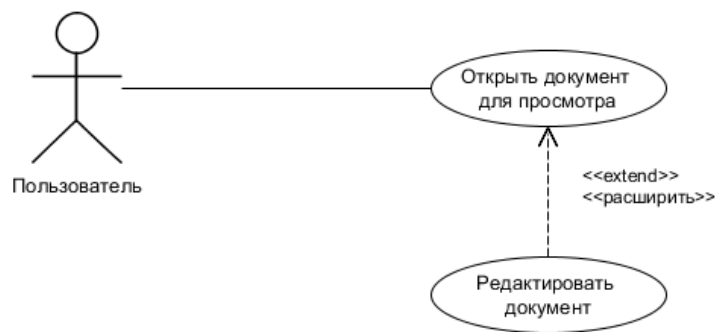 Открыть документ
для просмотра
<<extend>>
<<расширить>>
Пользователь
Редактировать
документ